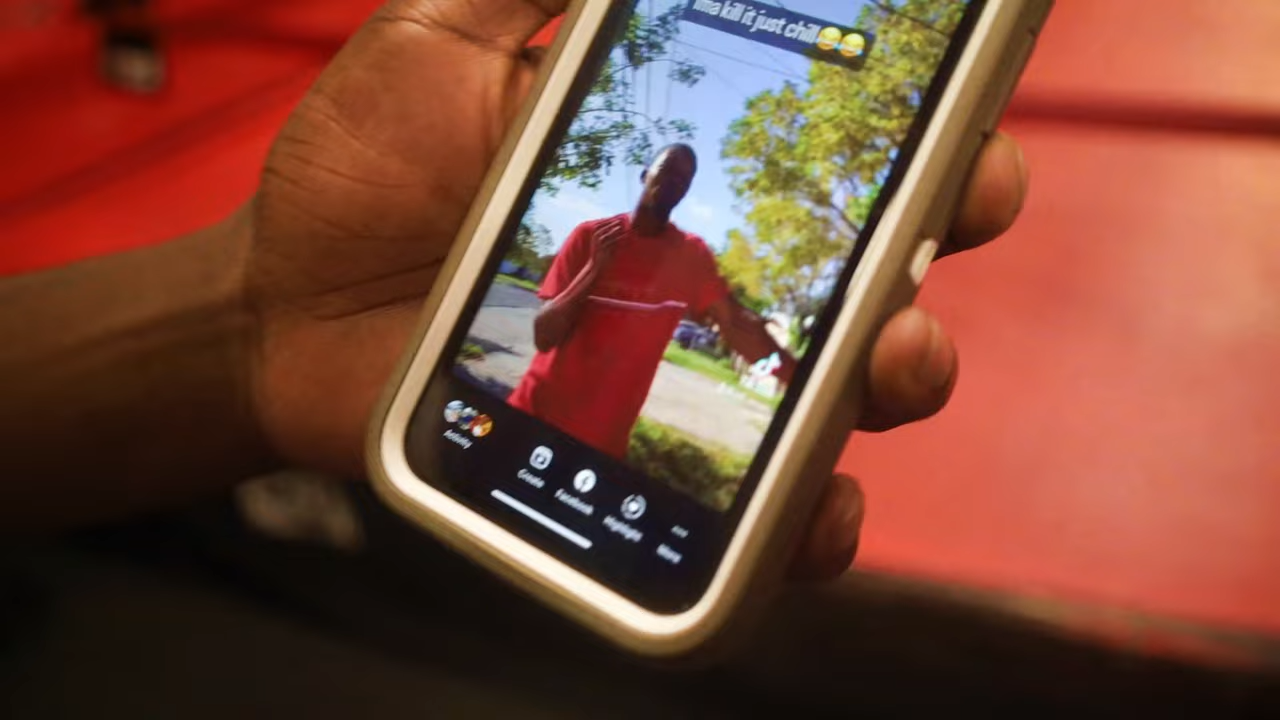 Ima kill it just chill😂😂
Activity
Create
Facebook
Highlight
More